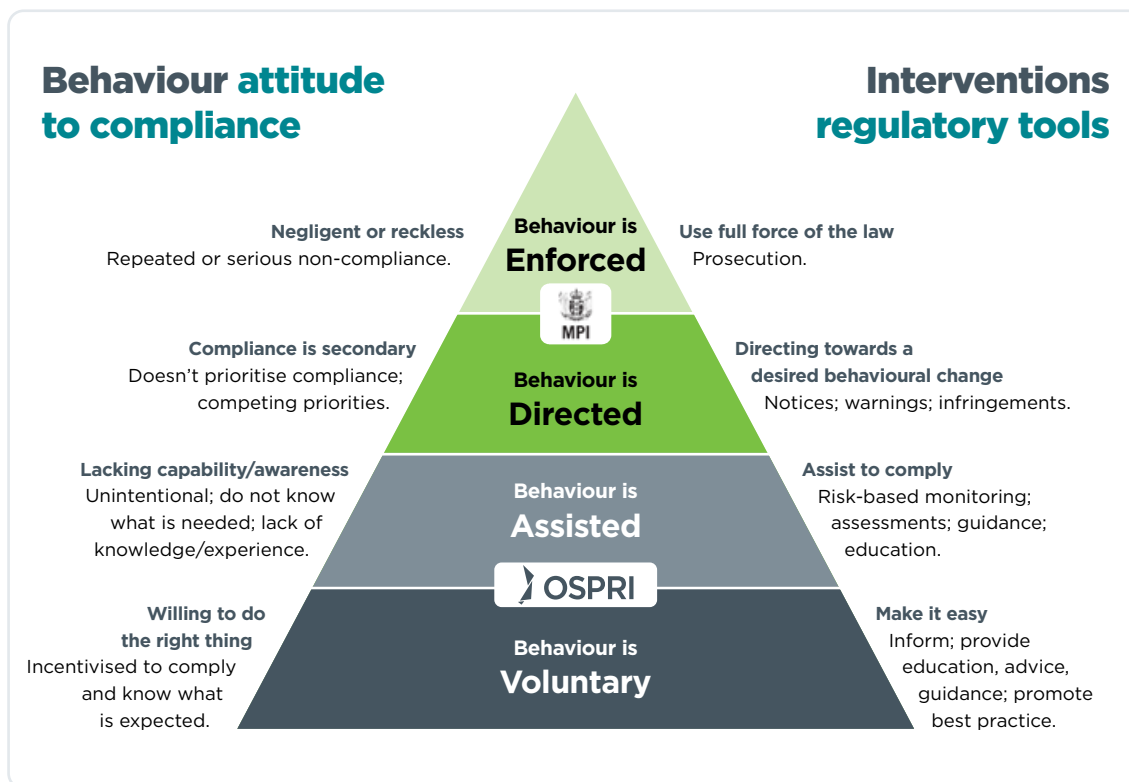 Behaviour attitude
to compliance
Interventions
regulatory tools
Negligent or reckless
Repeated or serious non-compliance.
Behaviour is
Enforced
Use full force of the law
Prosecution.
MPI
Compliance is secondary
Doesn't prioritise compliance;
competing priorities.
Behaviour is
Directed
Directing towards a
desired behavioural change
Notices; warnings; infringements.
Lacking capability/awareness
Unintentional; do not know
what is needed; lack of
knowledge/experience.
Behaviour is
Assisted
Assist to comply
Risk-based monitoring;
assessments; guidance;
education.
OSPRI
Willing to do
the right thing
Incentivised to comply
and know what
is expected.
Behaviour is
Voluntary
Make it easy
Inform; provide
education, advice,
guidance; promote
best practice.